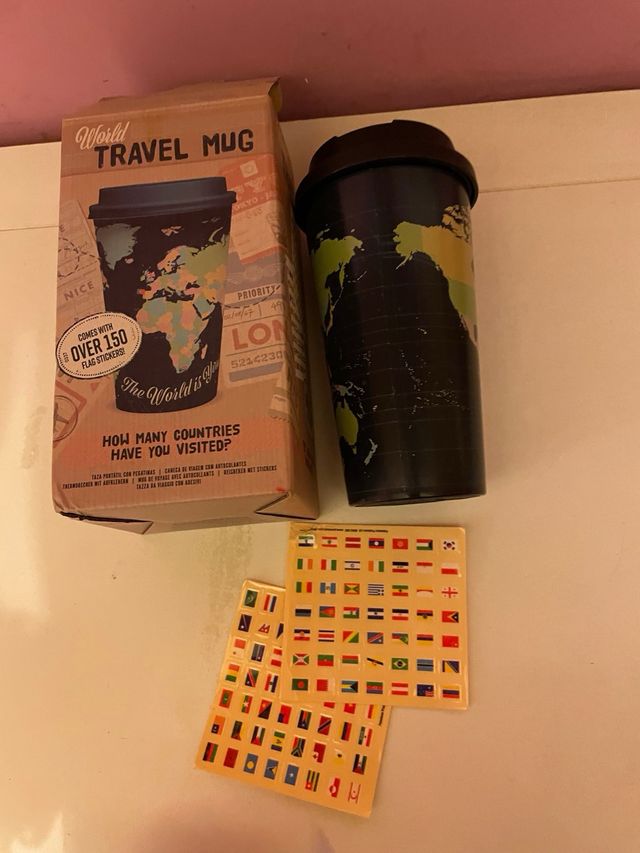 World
TRAVEL MUG
NICE
PRIORITY
LON
COMES WITH
OVER 150
FLAG STICKERS!
The World is
HOW MANY COUNTRIES
HAVE YOU VISITED?
TAZA PORTÁTIL CON PEGATINAS | CANECA DE VIAGEM COM AUTOCOLANTES
THERMOBECHER MIT AUFKLEBERN | MUG DE VOYAGE AVEC AUTOCOLLANTS | REISBEKER MET STICKERS
TAZZA DA VIAGGIO CON ADESIVI